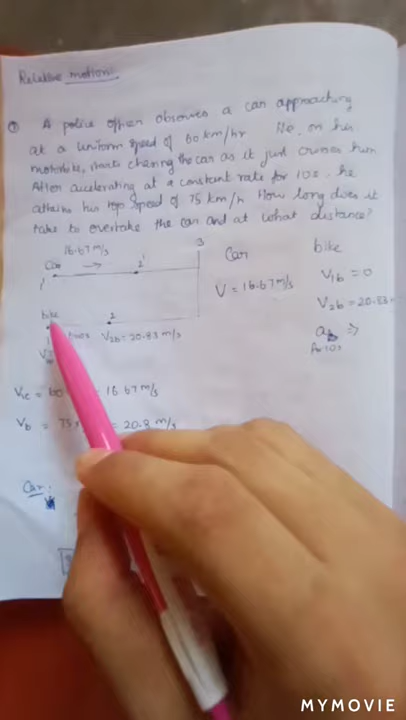 Relative motion:
A police officer observes a car approaching
at a uniform speed of 60 km/hr. He, on his
motorbike, starts chasing the car as it just crosses him
After accelerating at a constant rate for 10s, he
attains his top speed of 75 km/h How long does it
take to overtake the car and at what distance?
16.67 m/s
Car
1'
2'
3
Car
bike
V = 16.67 m/s
V1b = 0
V2b = 20.83
bike
2
V2b = 20.83 m/s
V1c =
= 16.67 m/s
Vb = 75
= 20.8 m/s
Car
MYMOVIE